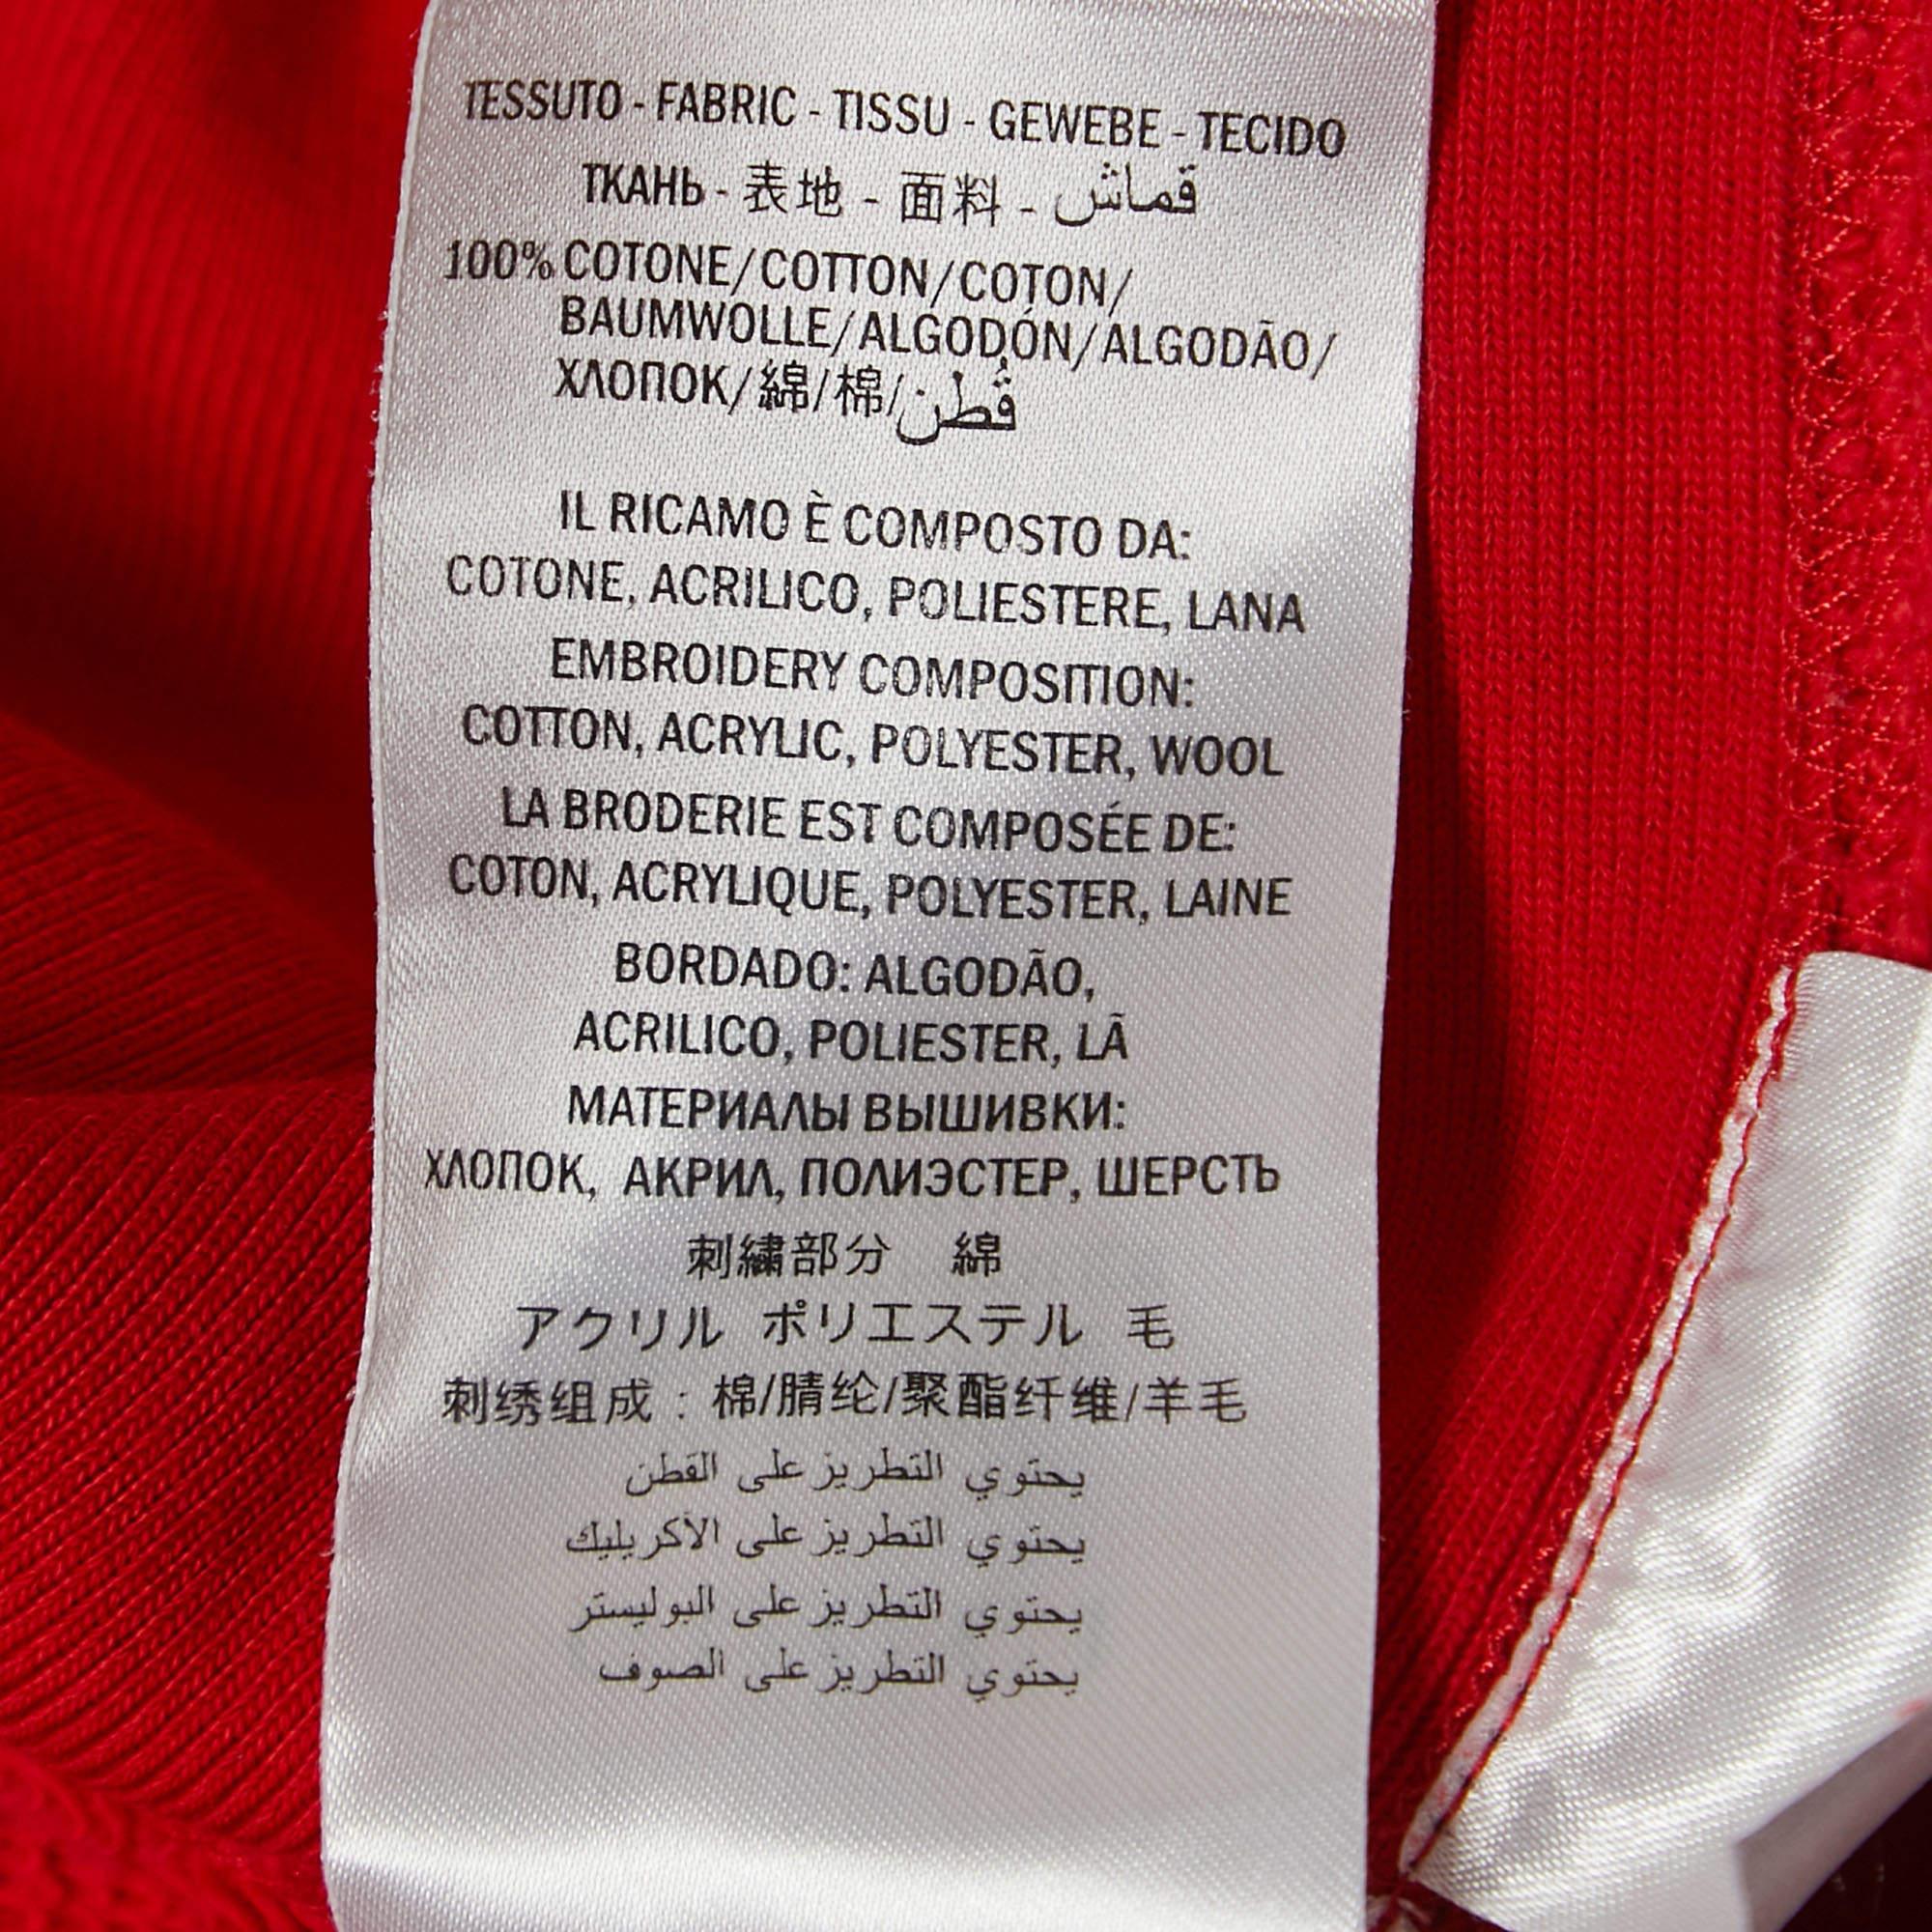 TESSUTO - FABRIC - TISSU - GEWEBE - TECIDO
ТКАНЬ - 表地 - 面料 - قماش
100% COTONE/COTTON/COTON/
BAUMWOLLE/ALGODÓN/ALGODÃO/
ХЛОПОК/綿/棉/قُطن
IL RICAMO È COMPOSTO DA:
COTONE, ACRILICO, POLIESTERE, LANA
EMBROIDERY COMPOSITION:
COTTON, ACRYLIC, POLYESTER, WOOL
LA BRODERIE EST COMPOSÉE DE:
COTON, ACRYLIQUE, POLYESTER, LAINE
BORDADO: ALGODÃO,
ACRILICO, POLIESTER, LÃ
МАТЕРИАЛЫ ВЫШИВКИ:
ХЛОПОК, АКРИЛ, ПОЛИЭСТЕР, ШЕРСТЬ
刺繍部分 綿
アクリル ポリエステル 毛
刺绣组成：棉/腈纶/聚酯纤维/羊毛
يحتوي التطريز على القطن
يحتوي التطريز على الأكريليك
يحتوي التطريز على البوليستر
يحتوي التطريز على الصوف